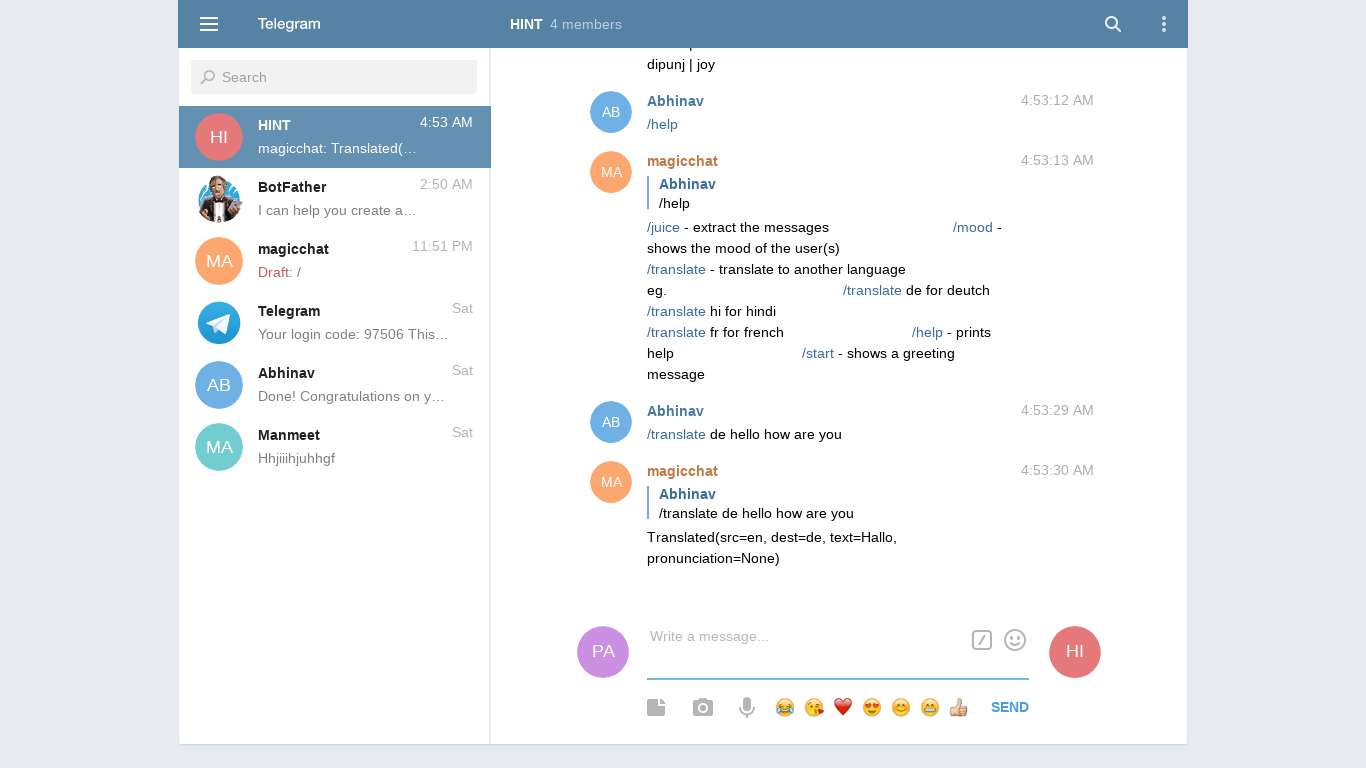 Telegram
HINT 4 members
Search
HINT 4:53 AM
magicchat: Translated(…
BotFather 2:50 AM
I can help you create a…
magicchat 11:51 PM
Draft: /
Telegram Sat
Your login code: 97506 This…
Abhinav Sat
Done! Congratulations on y…
Manmeet Sat
Hhjiiihjuhhgf
HI
MA
AB
MA
dipunj | joy
AB
Abhinav 4:53:12 AM
/help
MA
magicchat 4:53:13 AM
Abhinav
/help
/juice - extract the messages /mood -
shows the mood of the user(s)
/translate - translate to another language
eg. /translate de for deutch
/translate hi for hindi
/translate fr for french /help - prints
help /start - shows a greeting
message
AB
Abhinav 4:53:29 AM
/translate de hello how are you
MA
magicchat 4:53:30 AM
Abhinav
/translate de hello how are you
Translated(src=en, dest=de, text=Hallo,
pronunciation=None)
PA
Write a message...
HI
SEND